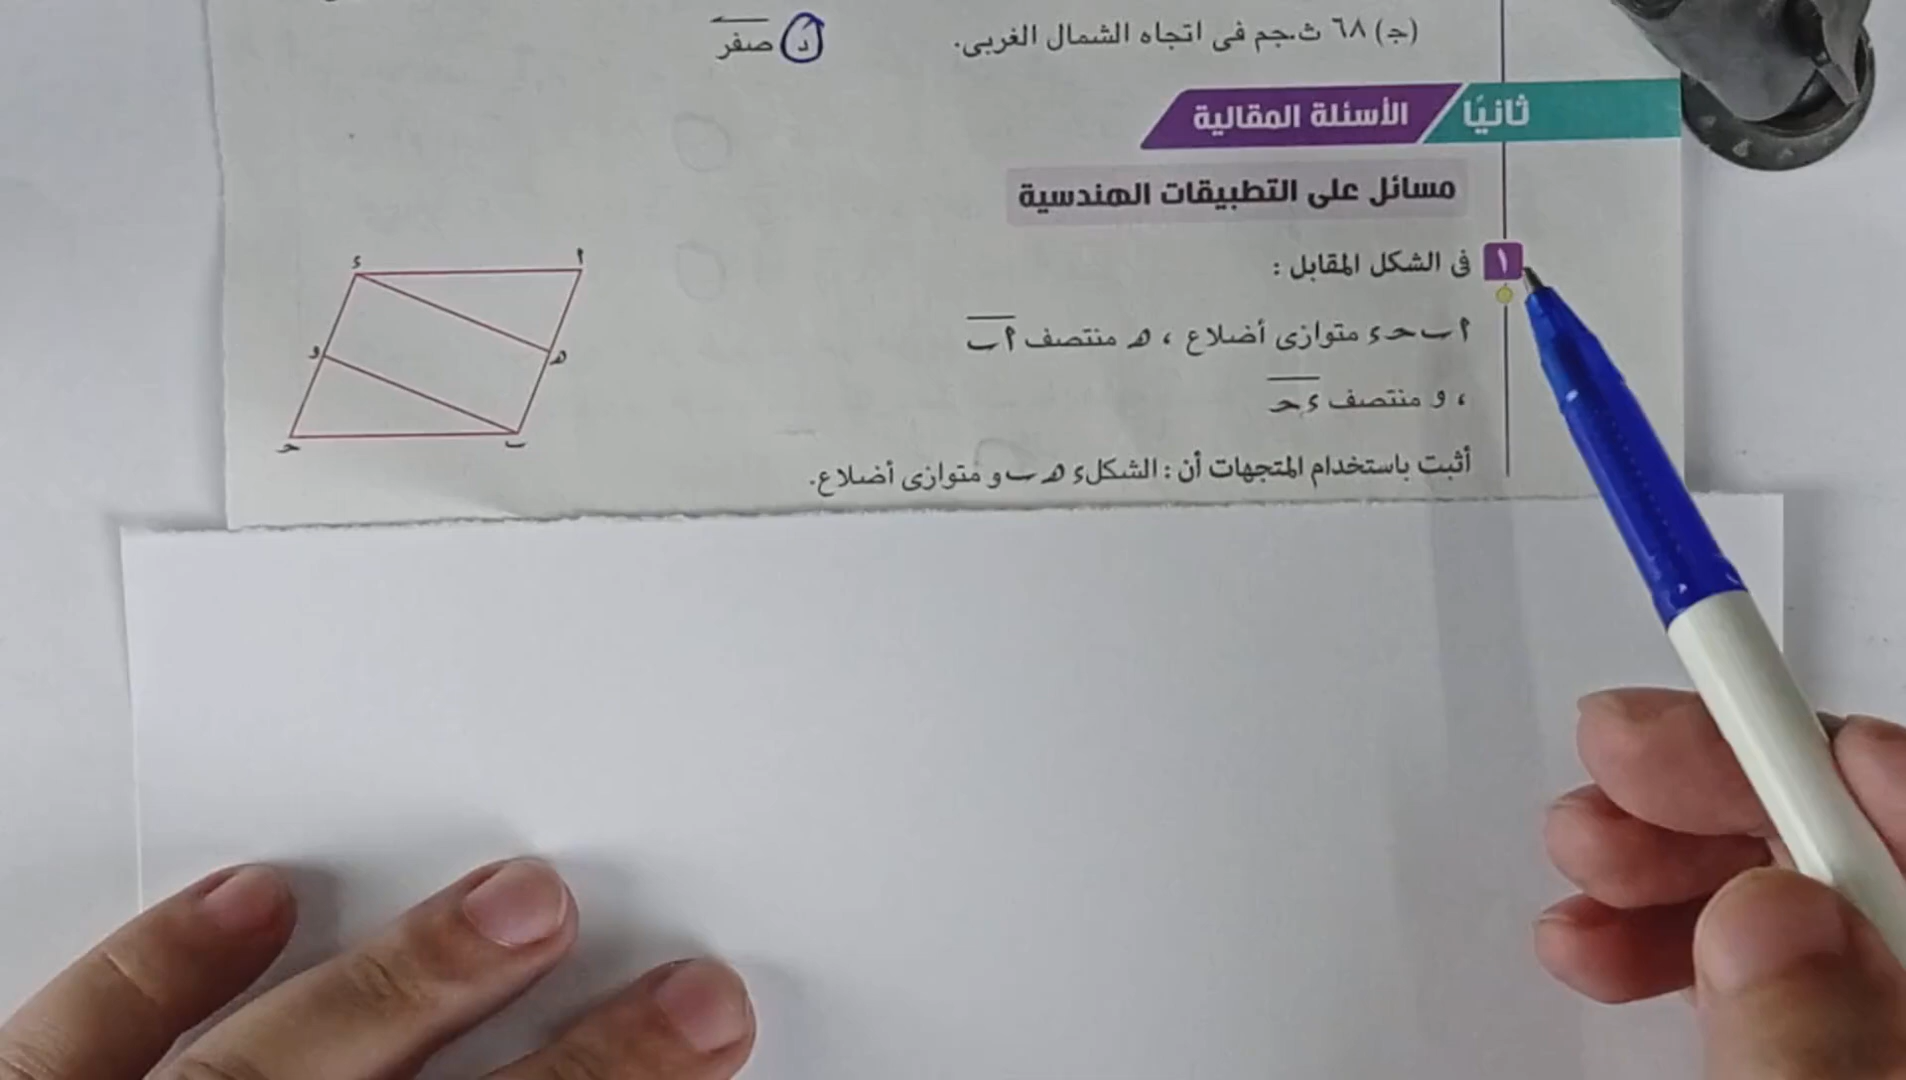 (ج) ٦٨ ث.جم فى اتجاه الشمال الغربى. (د) صفر
ثانيًا الأسئلة المقالية
مسائل على التطبيقات الهندسية
١ فى الشكل المقابل :
ء ا
ا ب حـ ء متوازى أضلاع ، هـ منتصف ا ب
و هـ
، و منتصف ء حـ
حـ ب
أثبت باستخدام المتجهات أن : الشكل ء هـ ب و متوازى أضلاع.